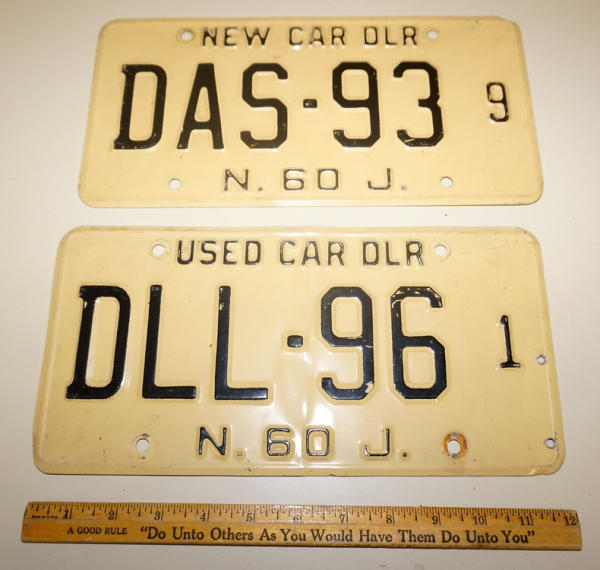 NEW CAR DLR
DAS-93 9
N. 60 J.
USED CAR DLR
DLL-96 1
N. 60 J.
1 2 3 4 5 6 7 8 9 10 11 12
A GOOD RULE "Do Unto Others As You Would Have Them Do Unto You"